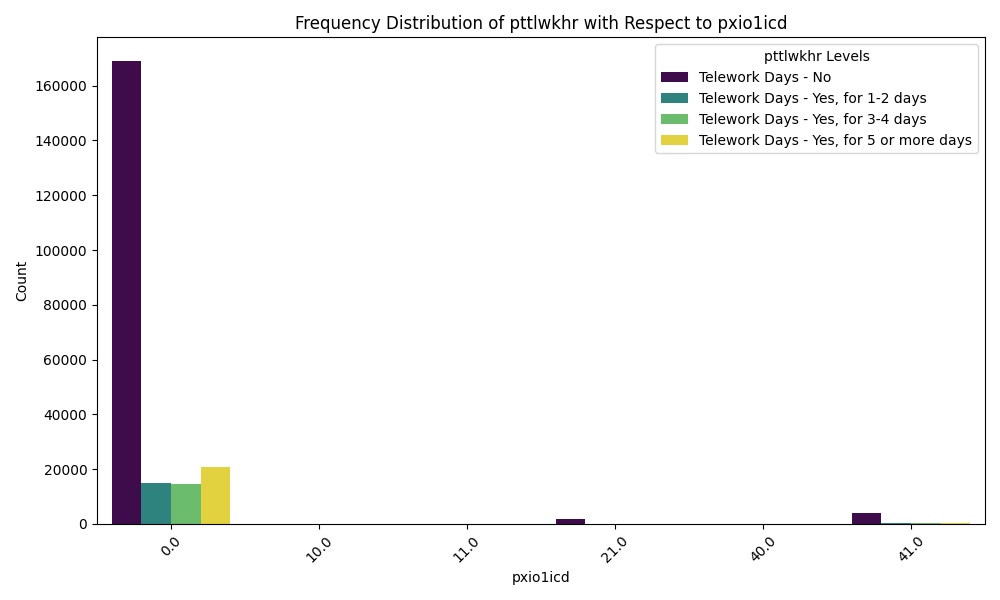 Frequency Distribution of pttlwkhr with Respect to pxio1icd
pttlwkhr Levels
Telework Days - No
Telework Days - Yes, for 1-2 days
Telework Days - Yes, for 3-4 days
Telework Days - Yes, for 5 or more days
Count
160000
140000
120000
100000
80000
60000
40000
20000
0
0.0
10.0
11.0
21.0
40.0
41.0
pxio1icd